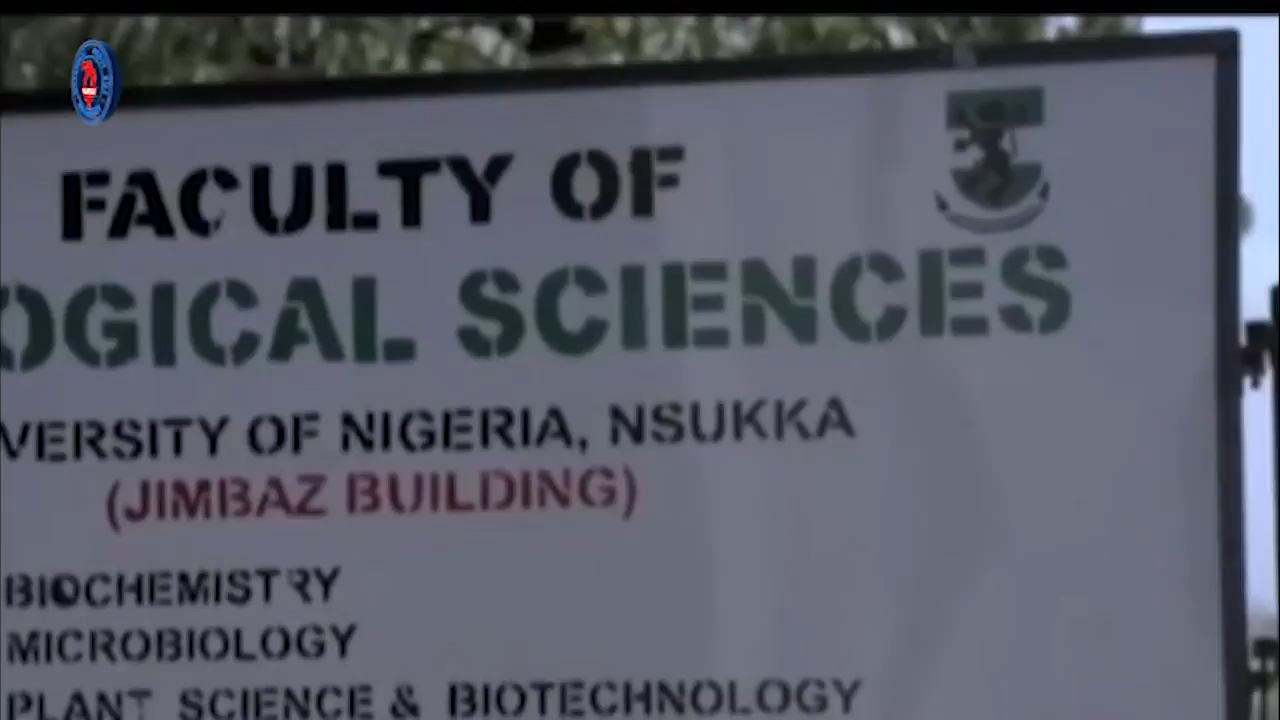 FACULTY OF
OGICAL SCIENCES
VERSITY OF NIGERIA, NSUKKA
(JIMBAZ BUILDING)
BIOCHEMISTRY
MICROBIOLOGY
PLANT SCIENCE & BIOTECHNOLOGY